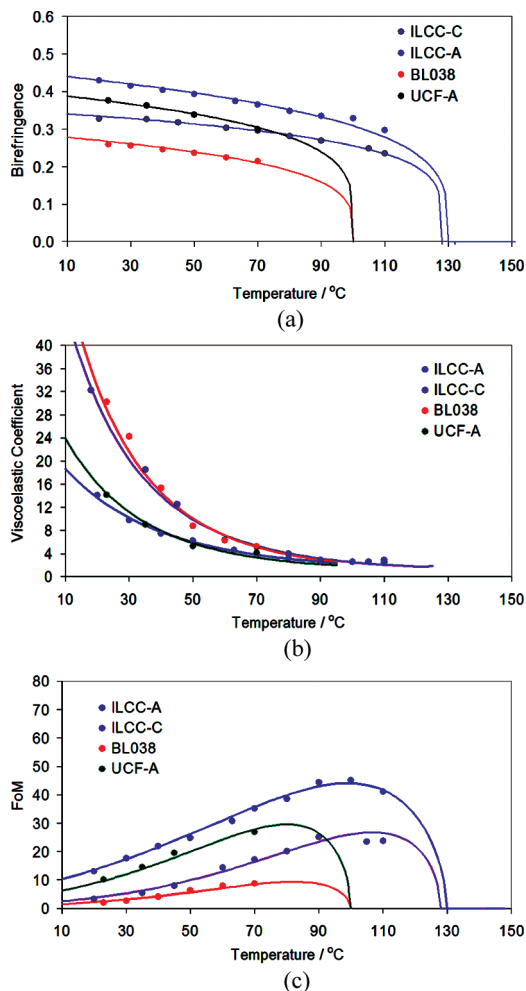 (a)
0.6
0.5
0.4
0.3
0.2
0.1
0.0
Birefringence
ILCC-C
ILCC-A
BL038
UCF-A
10 30 50 70 90 110 130 150
Temperature / °C
(a)
40
36
32
28
24
20
16
12
8
4
0
Viscoelastic Coefficient
ILCC-A
ILCC-C
BL038
UCF-A
10 30 50 70 90 110 130 150
Temperature / °C
(b)
80
70
60
50
40
30
20
10
0
FoM
ILCC-A
ILCC-C
BL038
UCF-A
10 30 50 70 90 110 130 150
Temperature / °C
(c)